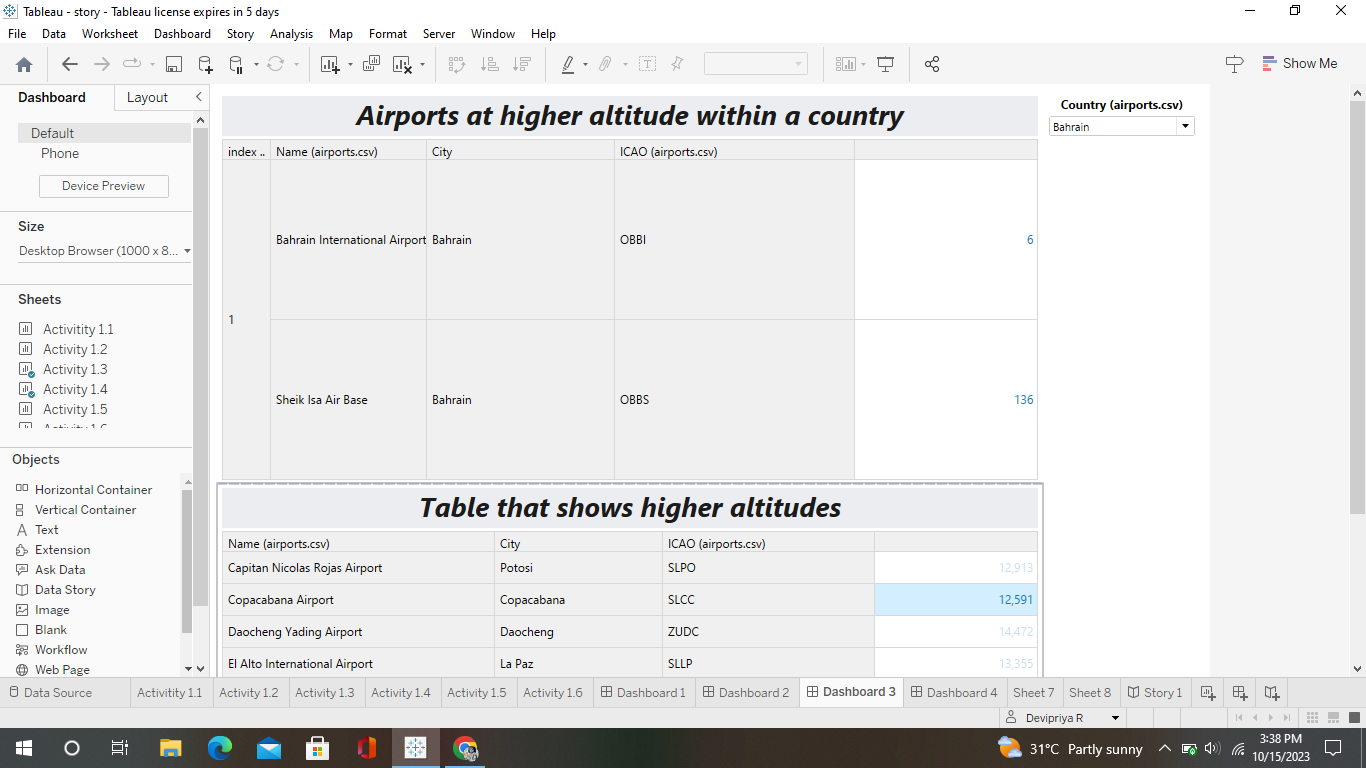 Tableau - story - Tableau license expires in 5 days
File Data Worksheet Dashboard Story Analysis Map Format Server Window Help
Show Me
Dashboard Layout
Default
Phone
Device Preview
Size
Desktop Browser (1000 x 8...
Sheets
Activitity 1.1
Activity 1.2
Activity 1.3
Activity 1.4
Activity 1.5
Activity 1.6
Objects
Horizontal Container
Vertical Container
Text
Extension
Ask Data
Data Story
Image
Blank
Workflow
Web Page
Airports at higher altitude within a country
index .. Name (airports.csv) City ICAO (airports.csv)
1
Bahrain International Airport Bahrain OBBI 6
Sheik Isa Air Base Bahrain OBBS 136
Country (airports.csv)
Bahrain
Table that shows higher altitudes
Name (airports.csv) City ICAO (airports.csv)
Capitan Nicolas Rojas Airport Potosi SLPO 12,913
Copacabana Airport Copacabana SLCC 12,591
Daocheng Yading Airport Daocheng ZUDC 14,472
El Alto International Airport La Paz SLLP 13,355
Data Source Activitity 1.1 Activity 1.2 Activity 1.3 Activity 1.4 Activity 1.5 Activity 1.6 Dashboard 1 Dashboard 2 Dashboard 3 Dashboard 4 Sheet 7 Sheet 8 Story 1
Devipriya R
31°C Partly sunny
3:38 PM
10/15/2023